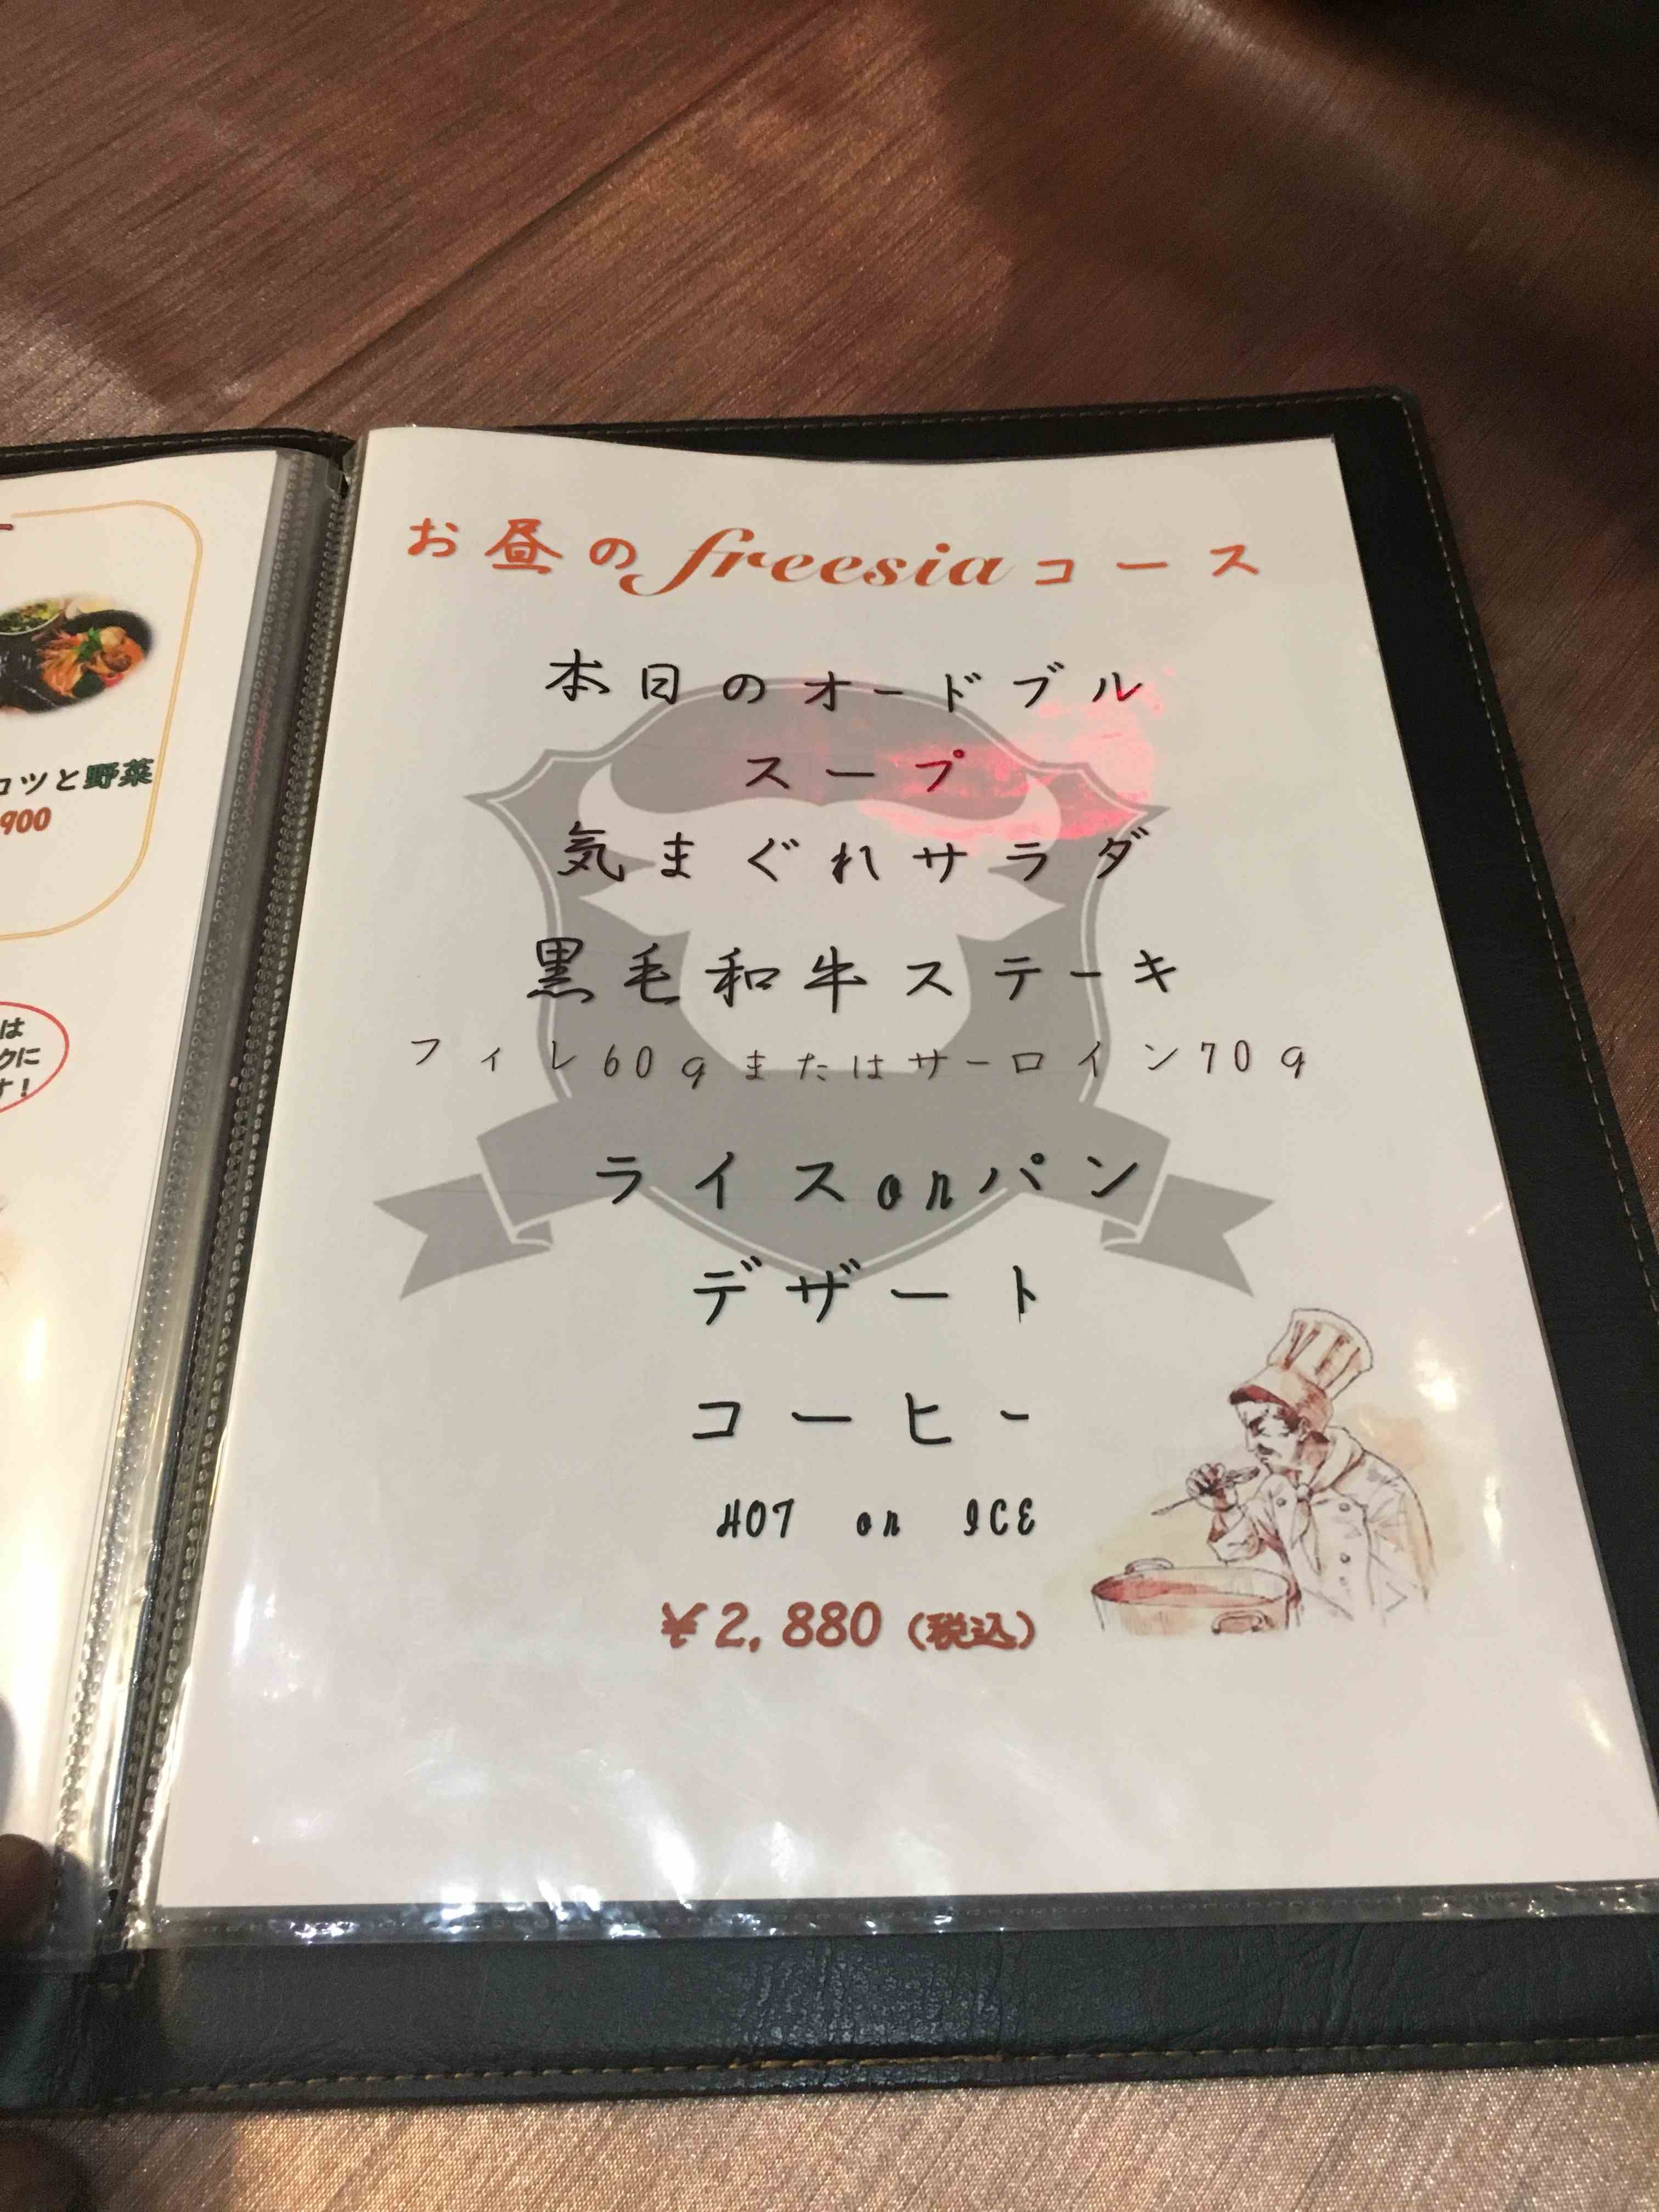 コツと野菜
900
は
クに
す!
お昼のfreesiaコース
本日のオードブル
スープ
気まぐれサラダ
黒毛和牛ステーキ
フィレ60gまたはサーロイン70g
ライスorパン
デザート
コーヒー
HOT or ICE
¥2,880(税込)